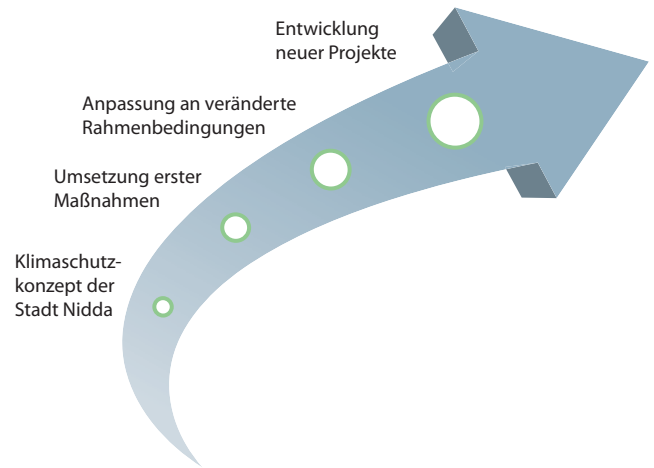 Entwicklung
neuer Projekte
Anpassung an veränderte
Rahmenbedingungen
Umsetzung erster
Maßnahmen
Klimaschutz-
konzept der
Stadt Nidda